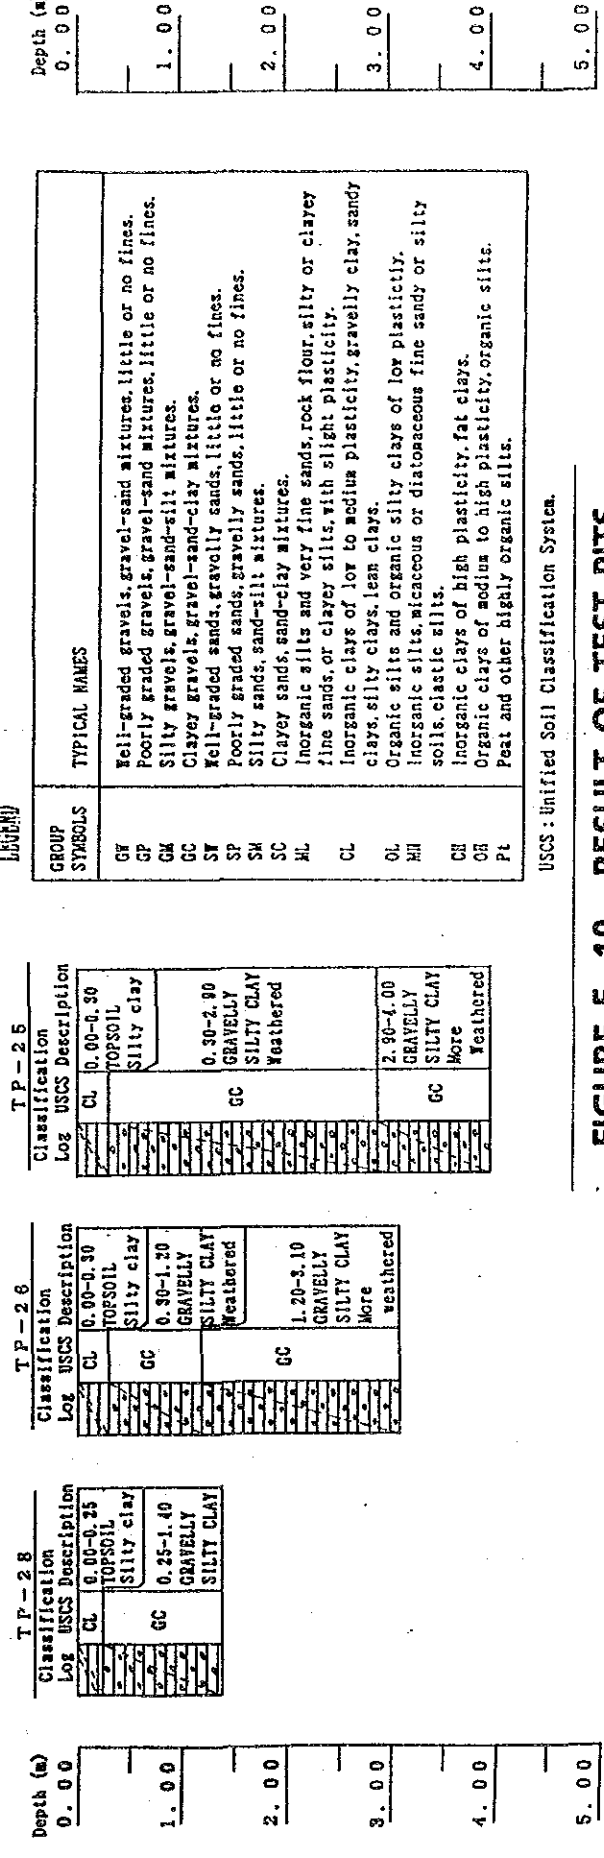 Depth (m)
0.00
1.00
2.00
3.00
4.00
5.00
TP-28
Classification
Log USCS Description
CL
0.00-0.25
TOPSOIL
Silty clay
GC
0.25-1.40
GRAVELLY
SILTY CLAY
TP-26
Classification
Log USCS Description
CL
0.00-0.30
TOPSOIL
Silty clay
GC
0.30-1.20
GRAVELLY
SILTY CLAY
Weathered
GC
1.20-3.10
GRAVELLY
SILTY CLAY
More
weathered
TP-25
Classification
Log USCS Description
CL
0.00-0.30
TOPSOIL
Silty clay
GC
0.30-2.90
GRAVELLY
SILTY CLAY
Weathered
GC
2.90-4.00
GRAVELLY
SILTY CLAY
More
Weathered
LEGEND
GROUP
SYMBOLS
TYPICAL NAMES
GW Well-graded gravels,gravel-sand mixtures,little or no fines.
GP Poorly graded gravels,gravel-sand mixtures,little or no fines.
GM Silty gravels,gravel-sand-silt mixtures.
GC Clayey gravels,gravel-sand-clay mixtures.
SW Well-graded sands,gravelly sands,little or no fines.
SP Poorly graded sands,gravelly sands,little or no fines.
SM Silty sands,sand-silt mixtures.
SC Clayey sands,sand-clay mixtures.
ML Inorganic silts and very fine sands,rock flour,silty or clayey
fine sands,or clayey silts,with slight plasticity.
CL Inorganic clays of low to medium plasticity,gravelly clay,sandy
clays,silty clays,lean clays.
OL Organic silts and organic silty clays of low plastictiy.
MH Inorganic silts,micaceous or diatomaceous fine sandy or silty
soils,elastic silts.
CH Inorganic clays of high plasticity,fat clays.
OH Organic clays of medium to high plasticity,organic silts.
Pt Peat and other highly organic silts.
USCS : Unified Soil Classification System.
FIGURE 5. 10 RESULT OF TEST PITS
Depth (m
0.00
1.00
2.00
3.00
4.00
5.00